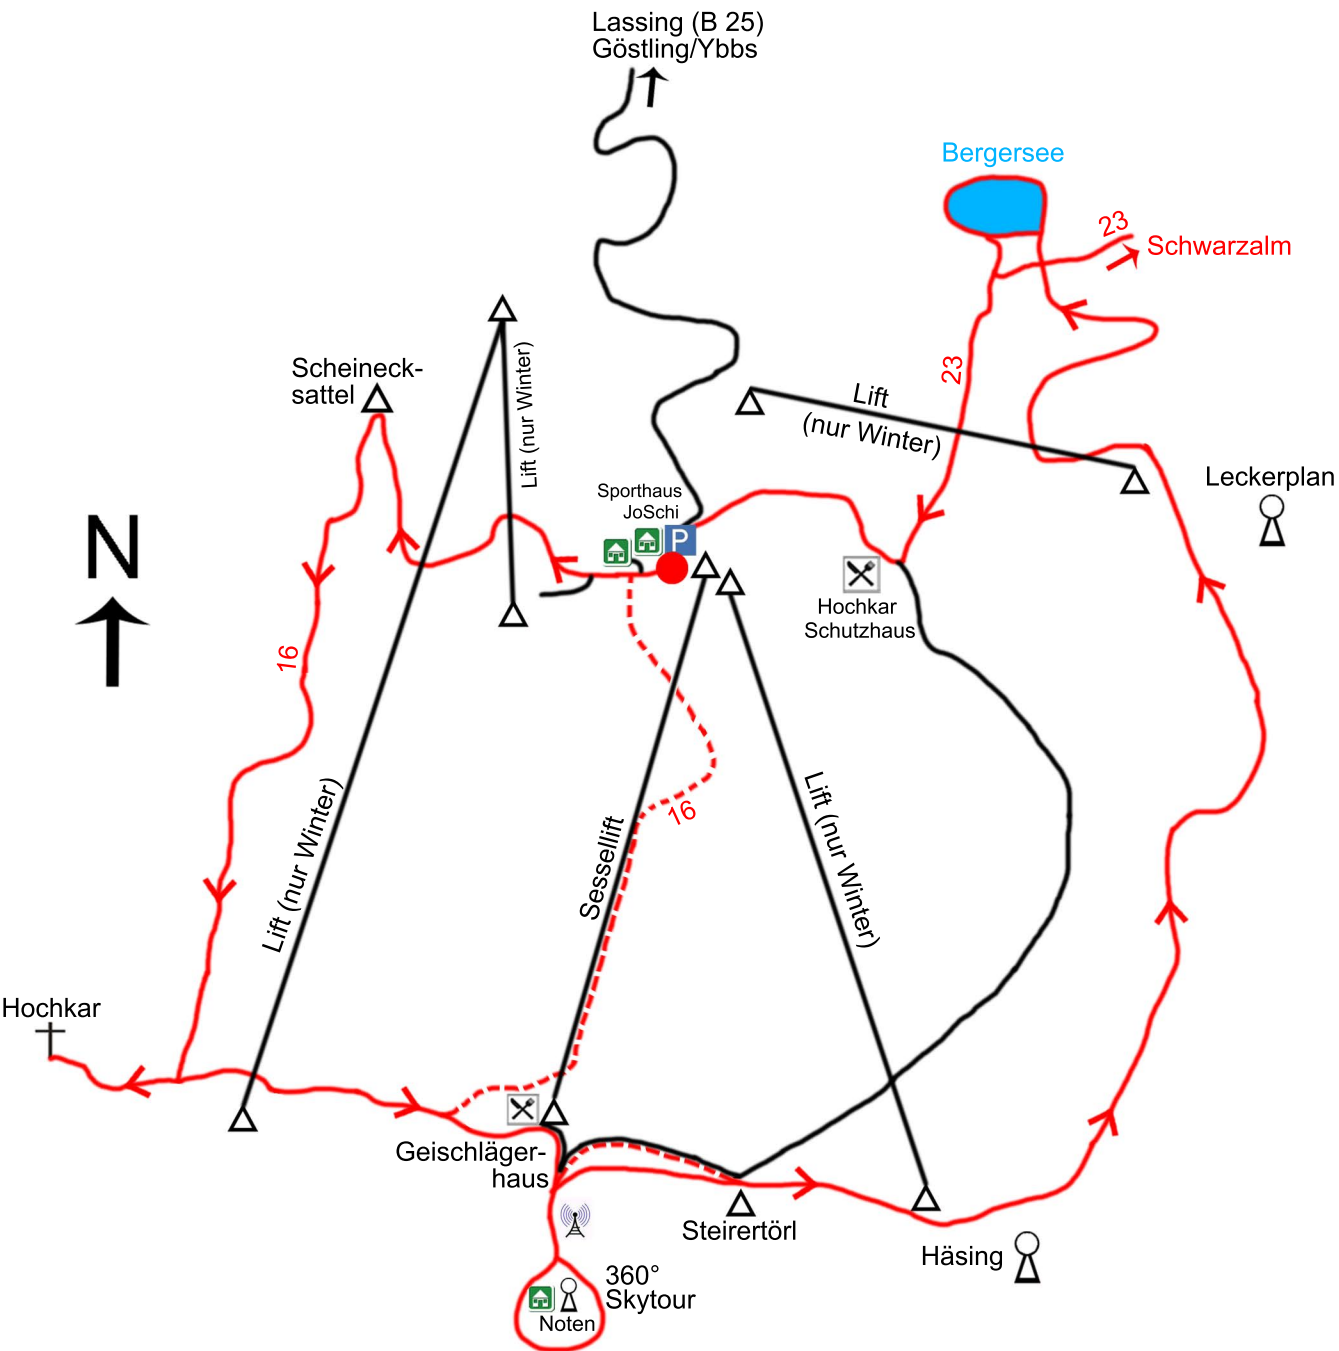 Lassing (B 25)
Göstling/Ybbs
Bergersee
23
Schwarzalm
Scheineck-
sattel
Lift (nur Winter)
23
Lift
(nur Winter)
Leckerplan
Sporthaus
JoSchi
P
N
Hochkar
Schutzhaus
16
16
Lift (nur Winter)
Sessellift
Lift (nur Winter)
Hochkar
Geischläger-
haus
Steirertörl
Häsing
360°
Skytour
Noten